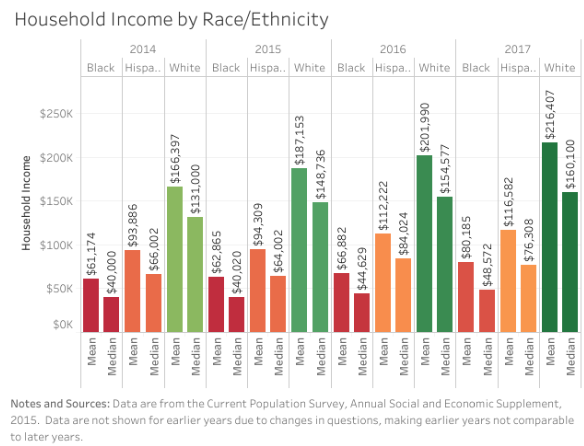 Household Income by Race/Ethnicity
2014 2015 2016 2017
Black Hispa.. White Black Hispa.. White Black Hispa.. White Black Hispa.. White
Household Income
$250K
$200K
$150K
$100K
$50K
$0K
$61,174 $40,000 $93,886 $66,002 $166,397 $131,000 $62,865 $40,020 $94,309 $64,002 $187,153 $148,736 $66,882 $44,629 $112,222 $84,024 $201,990 $154,577 $80,185 $48,572 $116,582 $76,308 $216,407 $160,100
Mean Median Mean Median Mean Median Mean Median Mean Median Mean Median Mean Median Mean Median Mean Median Mean Median Mean Median Mean Median
Notes and Sources: Data are from the Current Population Survey, Annual Social and Economic Supplement,
2015. Data are not shown for earlier years due to changes in questions, making earlier years not comparable
to later years.